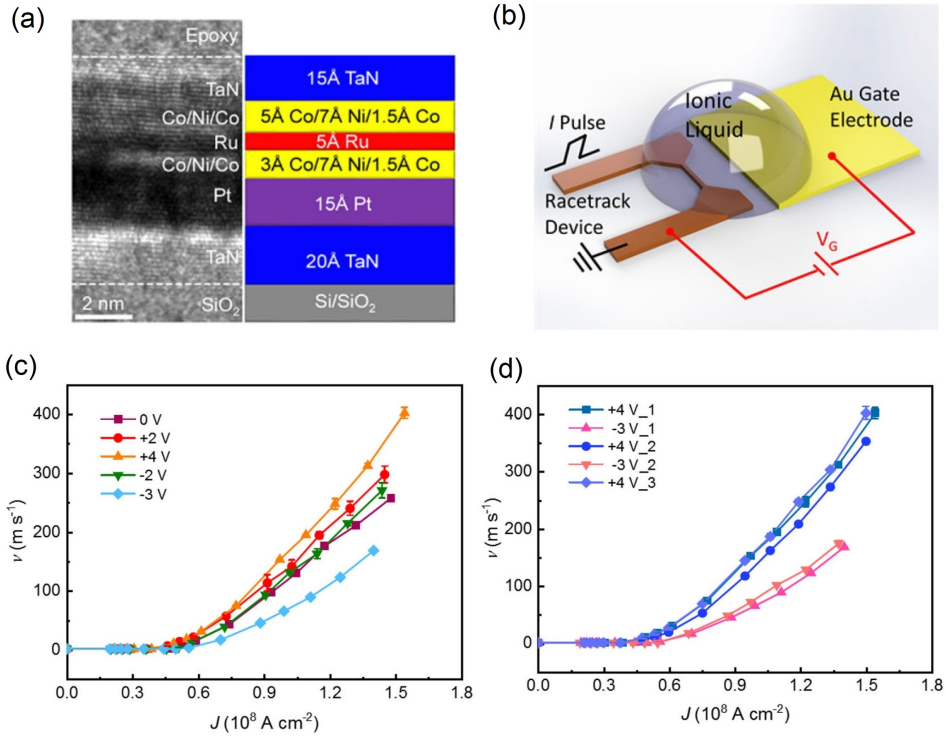 (a)
Epoxy
TaN
Co/Ni/Co
Ru
Co/Ni/Co
Pt
TaN
SiO₂
2 nm
15Å TaN
5Å Co/7Å Ni/1.5Å Co
5Å Ru
3Å Co/7Å Ni/1.5Å Co
15Å Pt
20Å TaN
Si/SiO₂
(b)
I Pulse
Ionic
Liquid
Au Gate
Electrode
Racetrack
Device
V_G
(c)
0 V
+2 V
+4 V
-2 V
-3 V
400
300
200
100
0
v (m s⁻¹)
0.0 0.3 0.6 0.9 1.2 1.5 1.8
J (10⁸ A cm⁻²)
(d)
+4 V_1
-3 V_1
+4 V_2
-3 V_2
+4 V_3
400
300
200
100
0
v (m s⁻¹)
0.0 0.3 0.6 0.9 1.2 1.5 1.8
J (10⁸ A cm⁻²)